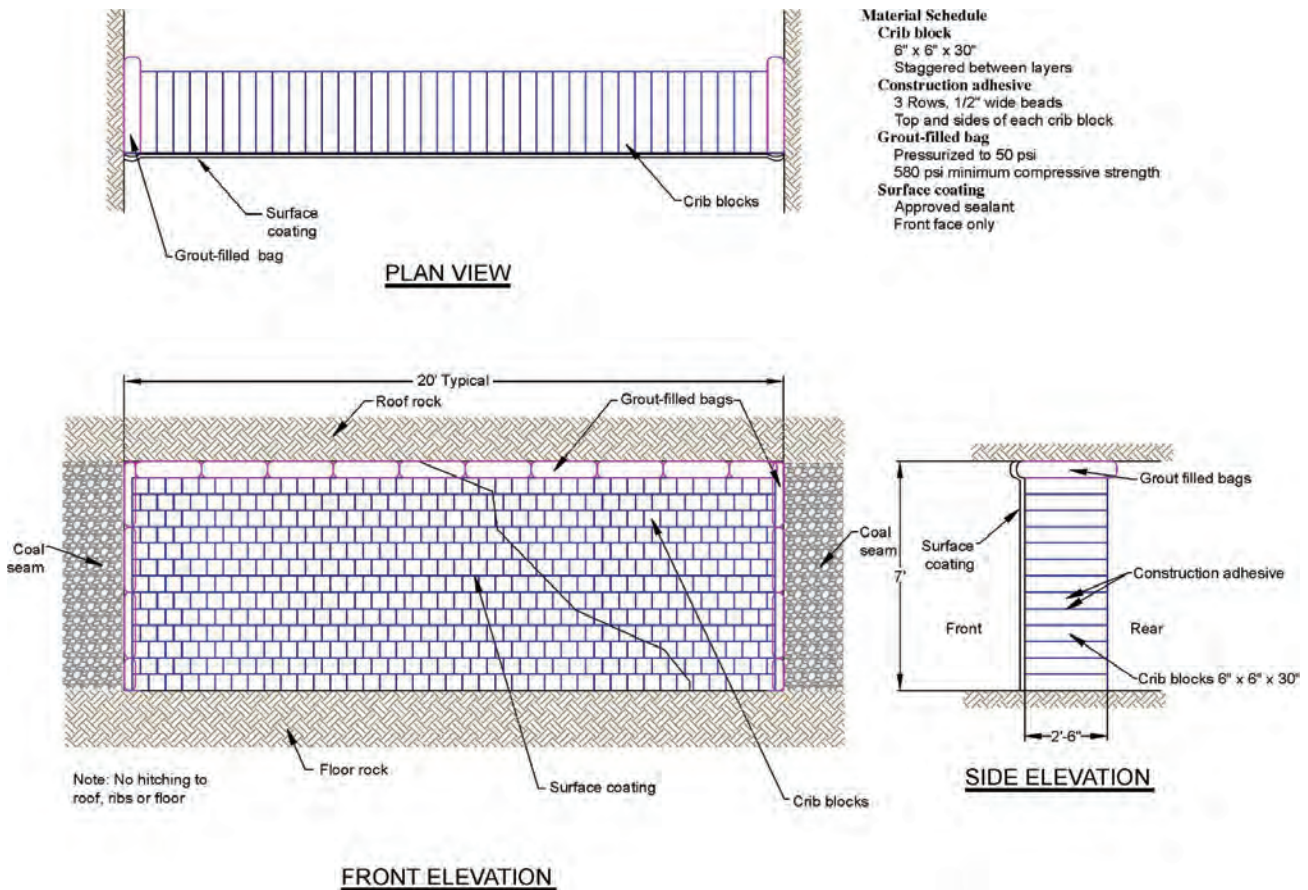 Material Schedule
Crib block
6" x 6" x 30"
Staggered between layers
Construction adhesive
3 Rows, 1/2" wide beads
Top and sides of each crib block
Grout-filled bag
Pressurized to 50 psi
580 psi minimum compressive strength
Surface coating
Approved sealant
Front face only
Surface
coating
Crib blocks
Grout-filled bag
PLAN VIEW
20' Typical
Roof rock
Grout-filled bags
Coal
seam
Coal
seam
Floor rock
Surface coating
Crib blocks
Note: No hitching to
roof, ribs or floor
FRONT ELEVATION
Grout filled bags
Surface
coating
7'
Construction adhesive
Front
Rear
Crib blocks 6" x 6" x 30"
2'-6"
SIDE ELEVATION